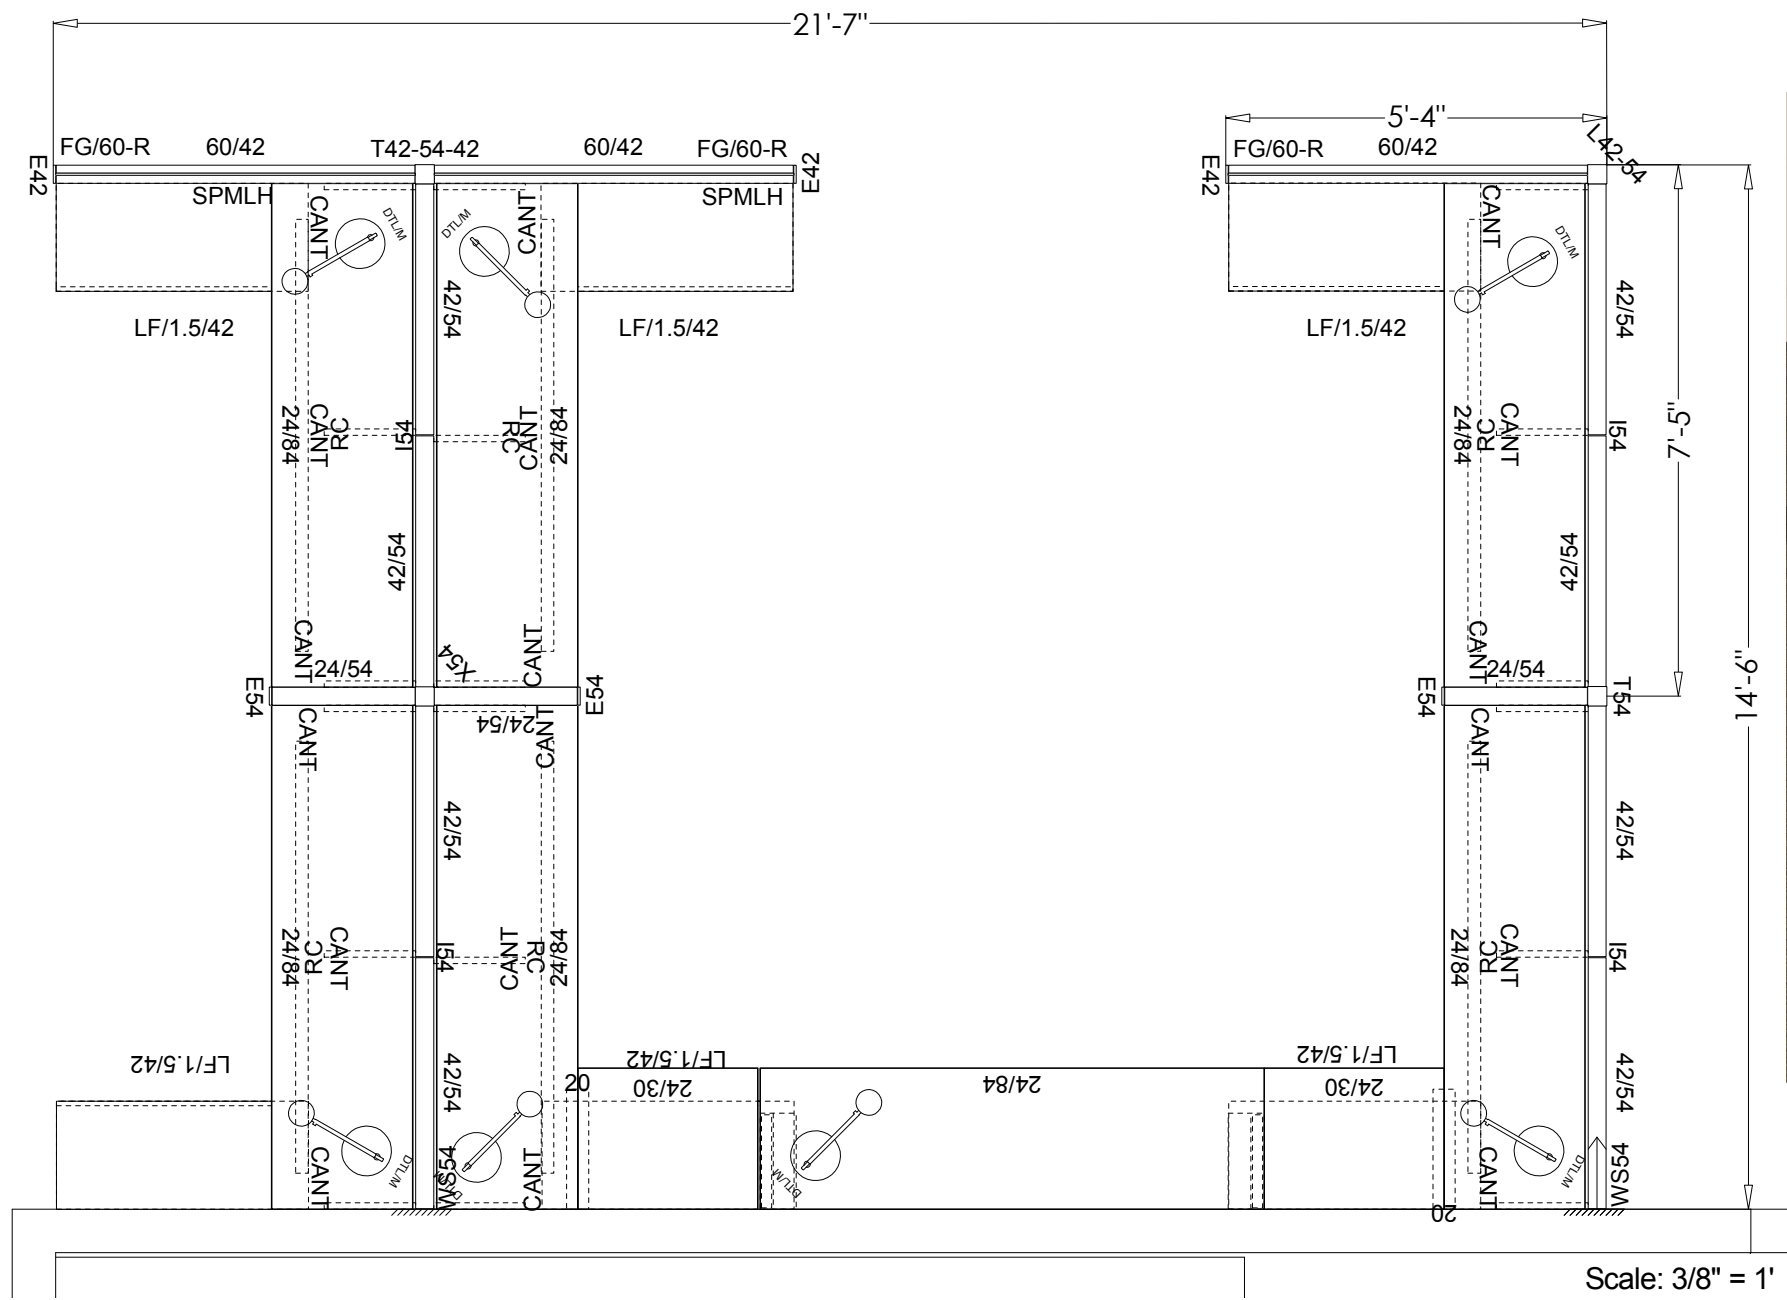 21'-7"
5'-4"
FG/60-R 60/42 T42-54-42 60/42 FG/60-R
FG/60-R 60/42
L42-54
E42
E42
E42
SPMLH
SPMLH
CANT
CANT
CANT
DTL/M
DTL/M
DTL/M
42/54
42/54
LF/1.5/42
LF/1.5/42
LF/1.5/42
24/84
CANT
RC
I54
RC
CANT
24/84
24/84
RC
CANT
I54
7'-5"
42/54
42/54
CANT
24/54
X54
CANT
CANT
24/54
E54
E54
E54
T54
14'-6"
CANT
24/54
CANT
CANT
42/54
42/54
24/84
RC
CANT
I54
CANT
RC
24/84
24/84
RC
CANT
I54
LF/1.5/42
LF/1.5/42
LF/1.5/42
42/54
42/54
20
24/30
24/84
24/30
CANT
DTL/M
WS54
DTL/M
CANT
DTL/M
CANT
DTL/M
WS54
20
Scale: 3/8" = 1'